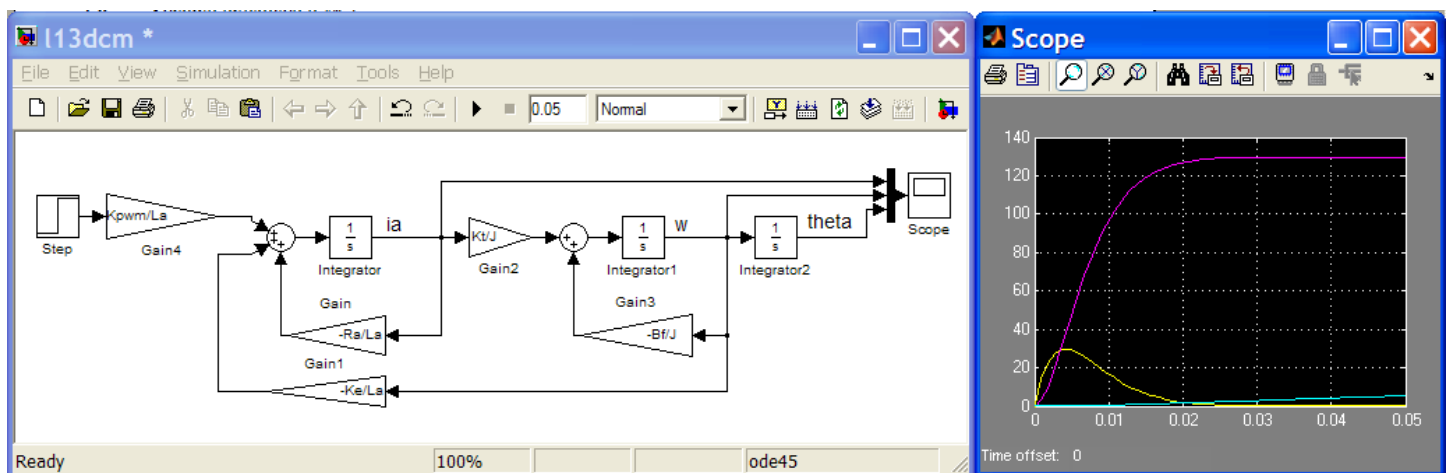 l13dcm *
File Edit View Simulation Format Tools Help
0.05 Normal
Step
Kpwm/La
Gain4
1
s
Integrator
ia
Kt/J
Gain2
1
s
Integrator1
W
1
s
Integrator2
theta
Scope
Gain
-Ra/La
Gain1
-Ke/La
Gain3
-Bf/J
Ready 100% ode45
Scope
140
120
100
80
60
40
20
0
0 0.01 0.02 0.03 0.04 0.05
Time offset: 0